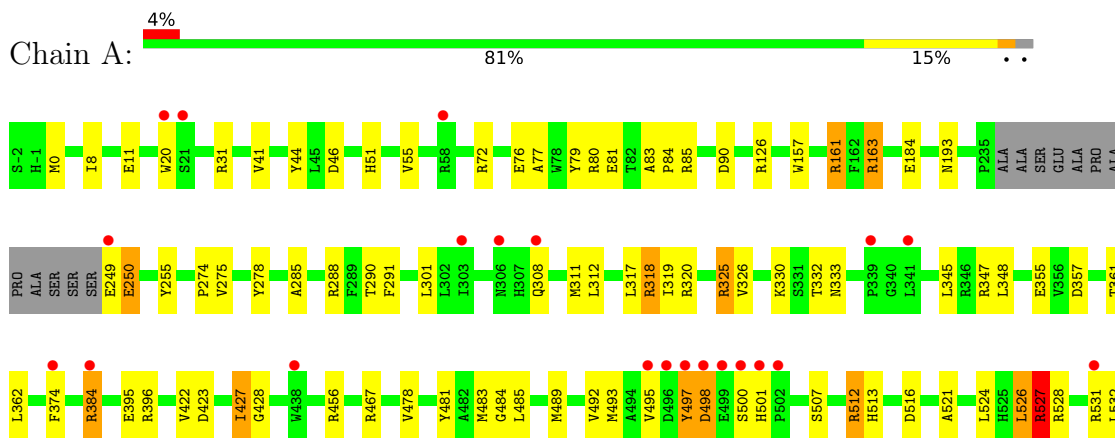 4%
Chain A:
81% 15% • •
S-2 H-1 M0 I8 E11 W20 S21 R31 V41 Y44 L45 D46 H51 V55 R58 R72 E76 A77 W78 Y79 R80 E81 T82 A83 P84 R85 D90 R126 W157 R161 F162 R163 E184 N193 P235 ALA ALA SER GLU ALA PRO ALA
PRO ALA SER SER SER E249 E250 Y255 P274 V275 Y278 A285 R288 F289 T290 F291 L301 L302 I303 N306 H307 Q308 M311 L312 L317 R318 I319 R320 R325 V326 K330 S331 T332 N333 P339 G340 L341 L345 R346 R347 L348 E355 V356 D357 T361
L362 F374 R384 E395 R396 V422 D423 I427 G428 W438 R456 R467 V478 Y481 A482 M483 G484 L485 M489 V492 M493 A494 V495 D496 Y497 D498 E499 S500 H501 P502 S507 R512 H513 D516 A521 L524 H525 L526 R527 R528 R531